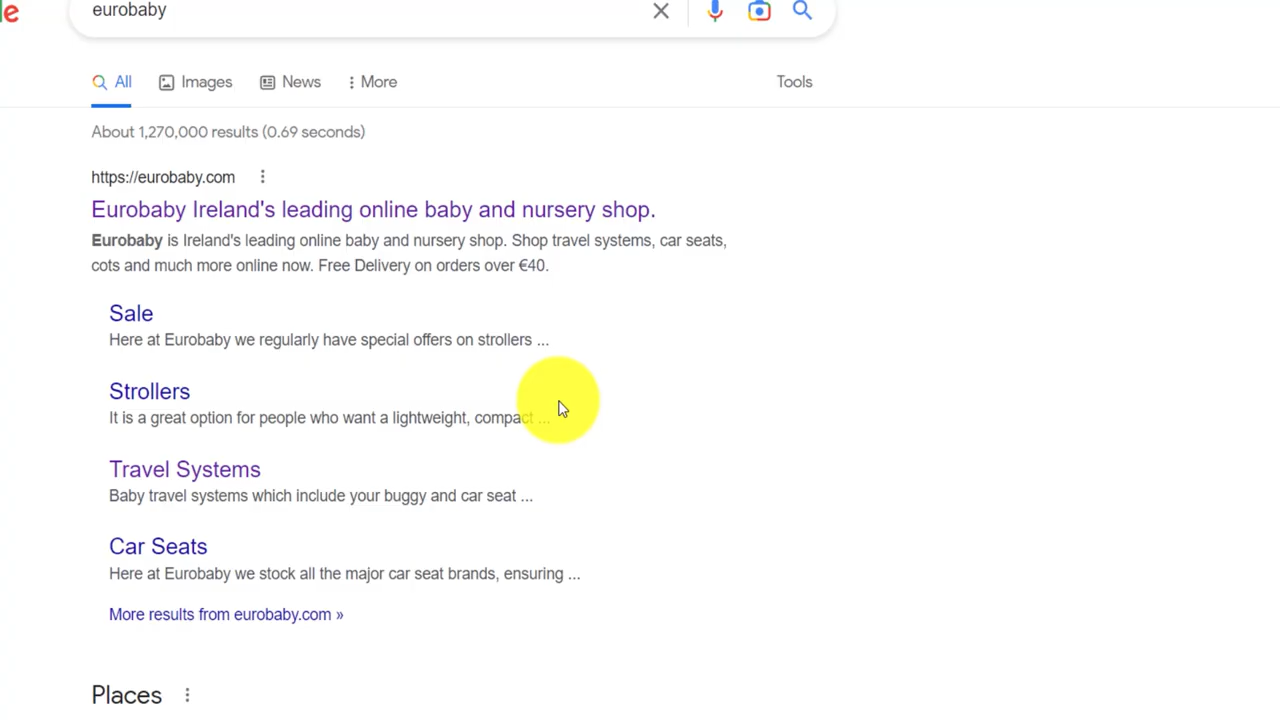 eurobaby
All Images News More Tools
About 1,270,000 results (0.69 seconds)
https://eurobaby.com
Eurobaby Ireland's leading online baby and nursery shop.
Eurobaby is Ireland's leading online baby and nursery shop. Shop travel systems, car seats,
cots and much more online now. Free Delivery on orders over €40.
Sale
Here at Eurobaby we regularly have special offers on strollers ...
Strollers
It is a great option for people who want a lightweight, compact ...
Travel Systems
Baby travel systems which include your buggy and car seat ...
Car Seats
Here at Eurobaby we stock all the major car seat brands, ensuring ...
More results from eurobaby.com »
Places